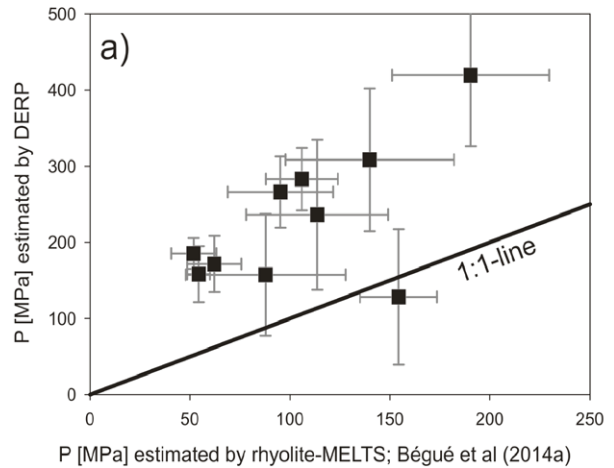 a)
P [MPa] estimated by DERP
500
400
300
200
100
0
1:1-line
0 50 100 150 200 250
P [MPa] estimated by rhyolite-MELTS; Bégué et al (2014a)